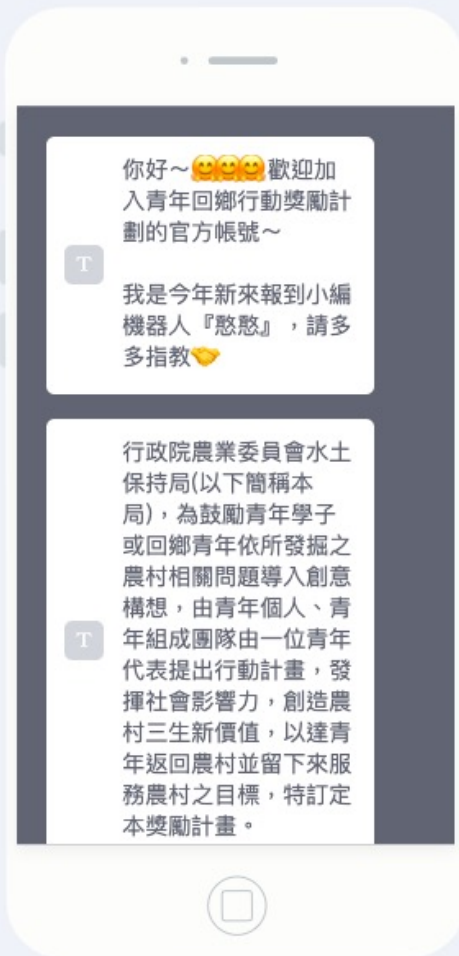 你好～🤗🤗🤗歡迎加
入青年回鄉行動獎勵計
劃的官方帳號～
T
我是今年新來報到小編
機器人『憨憨』，請多
多指教🤝
行政院農業委員會水土
保持局(以下簡稱本
局)，為鼓勵青年學子
或回鄉青年依所發掘之
農村相關問題導入創意
構想，由青年個人、青
T
年組成團隊由一位青年
代表提出行動計畫，發
揮社會影響力，創造農
村三生新價值，以達青
年返回農村並留下來服
務農村之目標，特訂定
本獎勵計畫。